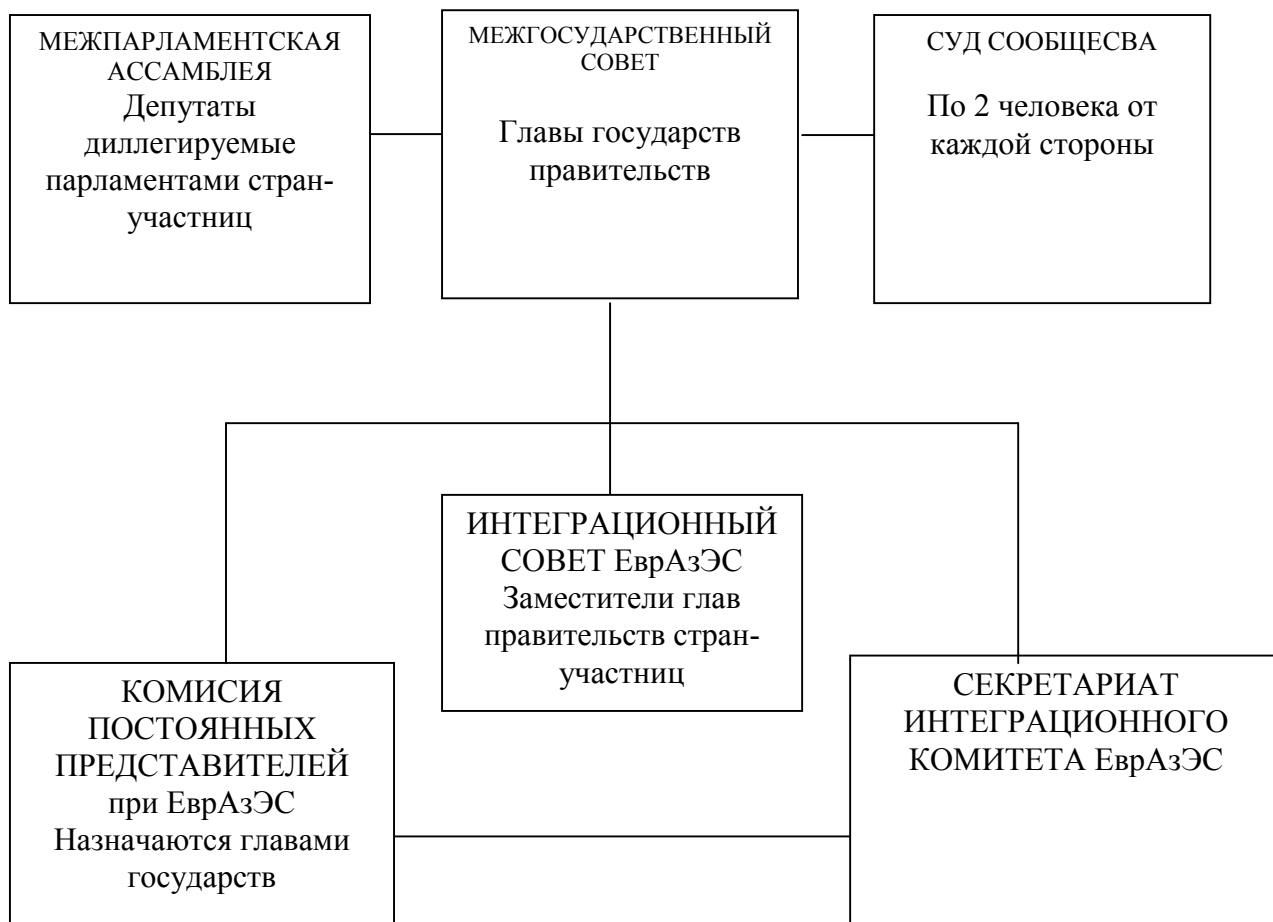 МЕЖПАРЛАМЕНТСКАЯ
АССАМБЛЕЯ
Депутаты
диллегируемые
парламентами стран-
участниц
МЕЖГОСУДАРСТВЕННЫЙ
СОВЕТ
Главы государств
правительств
СУД СООБЩЕСВА
По 2 человека от
каждой стороны
ИНТЕГРАЦИОННЫЙ
СОВЕТ ЕврАзЭС
Заместители глав
правительств стран-
участниц
КОМИСИЯ
ПОСТОЯННЫХ
ПРЕДСТАВИТЕЛЕЙ
при ЕврАзЭС
Назначаются главами
государств
СЕКРЕТАРИАТ
ИНТЕГРАЦИОННОГО
КОМИТЕТА ЕврАзЭС